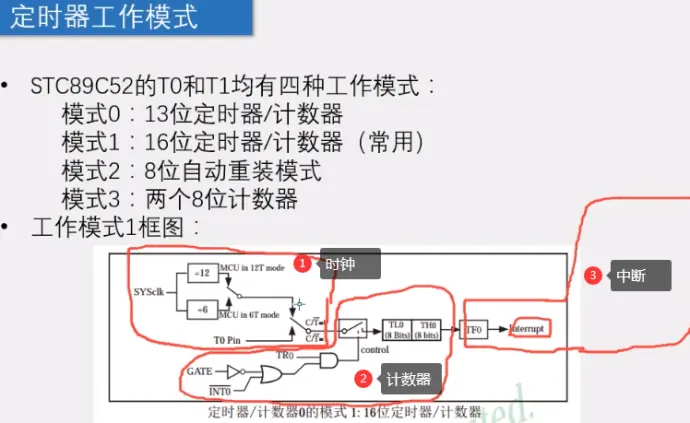 定时器工作模式
• STC89C52的T0和T1均有四种工作模式：
模式0：13位定时器/计数器
模式1：16位定时器/计数器（常用）
模式2：8位自动重装模式
模式3：两个8位计数器
• 工作模式1框图：
1 时钟
3 中断
÷12
MCU in 12T mode
SYSclk
÷6
MCU in 6T mode
T0 Pin
C/T=0
C/T=1
TR0
GATE
INT0
control
TL0
(8 Bits)
TH0
(8 bits)
TF0
Interrupt
2 计数器
定时器/计数器0的模式 1: 16位定时器/计数器